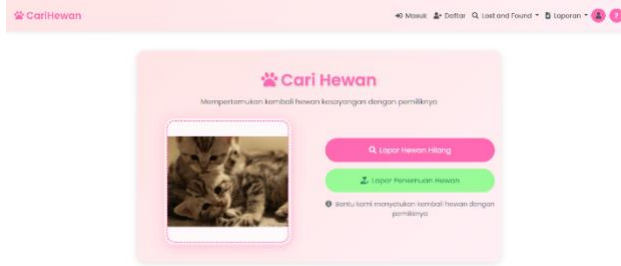 CariHewan
Masuk Daftar Lost and Found Laporan
Cari Hewan
Mempertemukan kembali hewan kesayangan dengan pemiliknya
Lapor Hewan Hilang
Lapor Penemuan Hewan
Bantu kami menyatukan kembali hewan dengan
pemiliknya